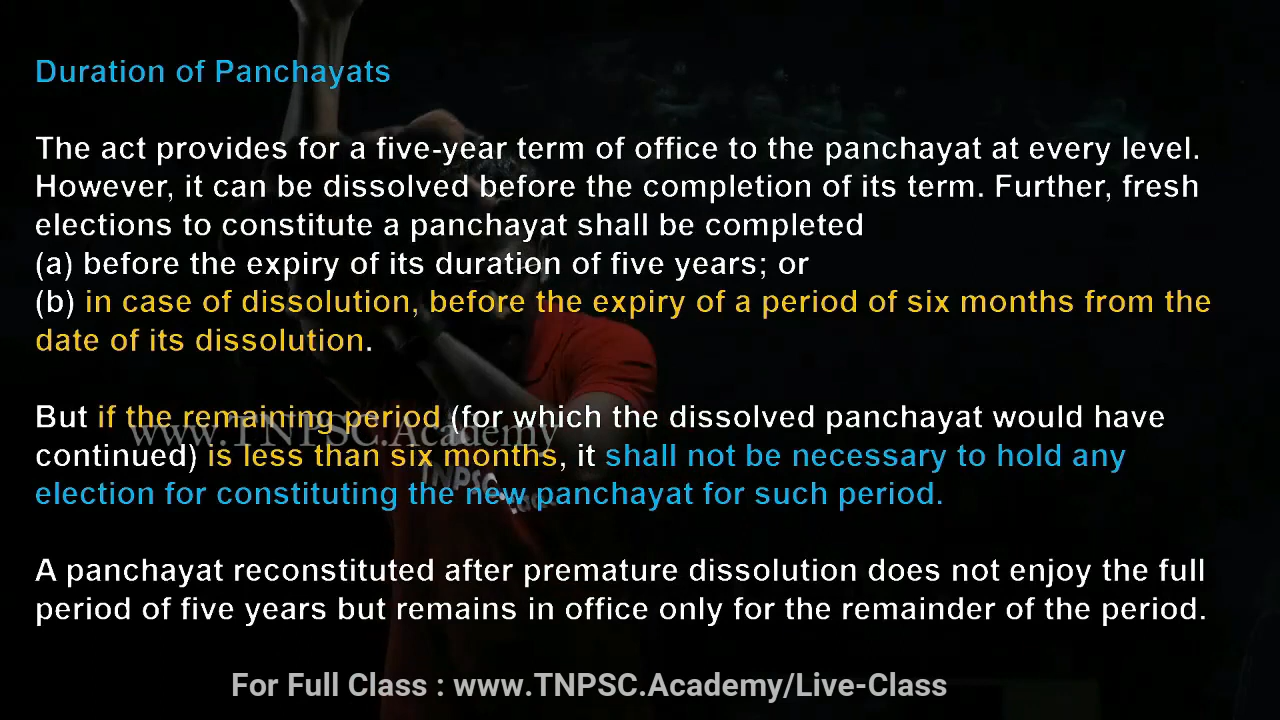 Duration of Panchayats
The act provides for a five-year term of office to the panchayat at every level.
However, it can be dissolved before the completion of its term. Further, fresh
elections to constitute a panchayat shall be completed
(a) before the expiry of its duration of five years; or
(b) in case of dissolution, before the expiry of a period of six months from the
date of its dissolution.
But if the remaining period (for which the dissolved panchayat would have
www.TNPSC.Academy
continued) is less than six months, it shall not be necessary to hold any
election for constituting the new panchayat for such period.
TNPSC
A panchayat reconstituted after premature dissolution does not enjoy the full
period of five years but remains in office only for the remainder of the period.
For Full Class : www.TNPSC.Academy/Live-Class